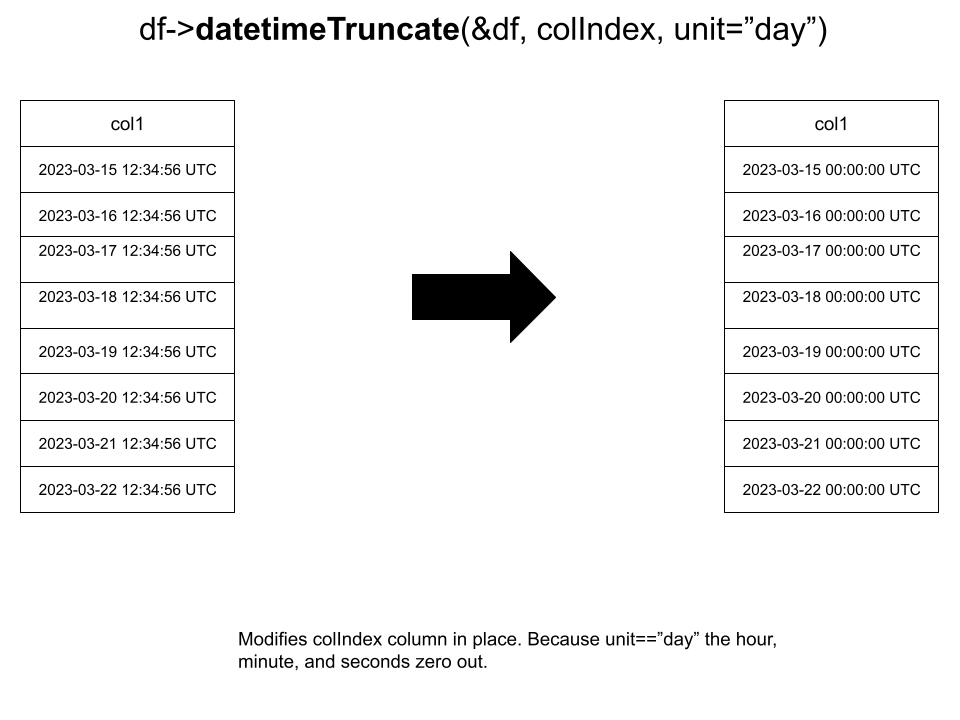 df->datetimeTruncate(&df, colIndex, unit=”day”)
col1
2023-03-15 12:34:56 UTC
2023-03-16 12:34:56 UTC
2023-03-17 12:34:56 UTC
2023-03-18 12:34:56 UTC
2023-03-19 12:34:56 UTC
2023-03-20 12:34:56 UTC
2023-03-21 12:34:56 UTC
2023-03-22 12:34:56 UTC
col1
2023-03-15 00:00:00 UTC
2023-03-16 00:00:00 UTC
2023-03-17 00:00:00 UTC
2023-03-18 00:00:00 UTC
2023-03-19 00:00:00 UTC
2023-03-20 00:00:00 UTC
2023-03-21 00:00:00 UTC
2023-03-22 00:00:00 UTC
Modifies colIndex column in place. Because unit==”day” the hour,
minute, and seconds zero out.